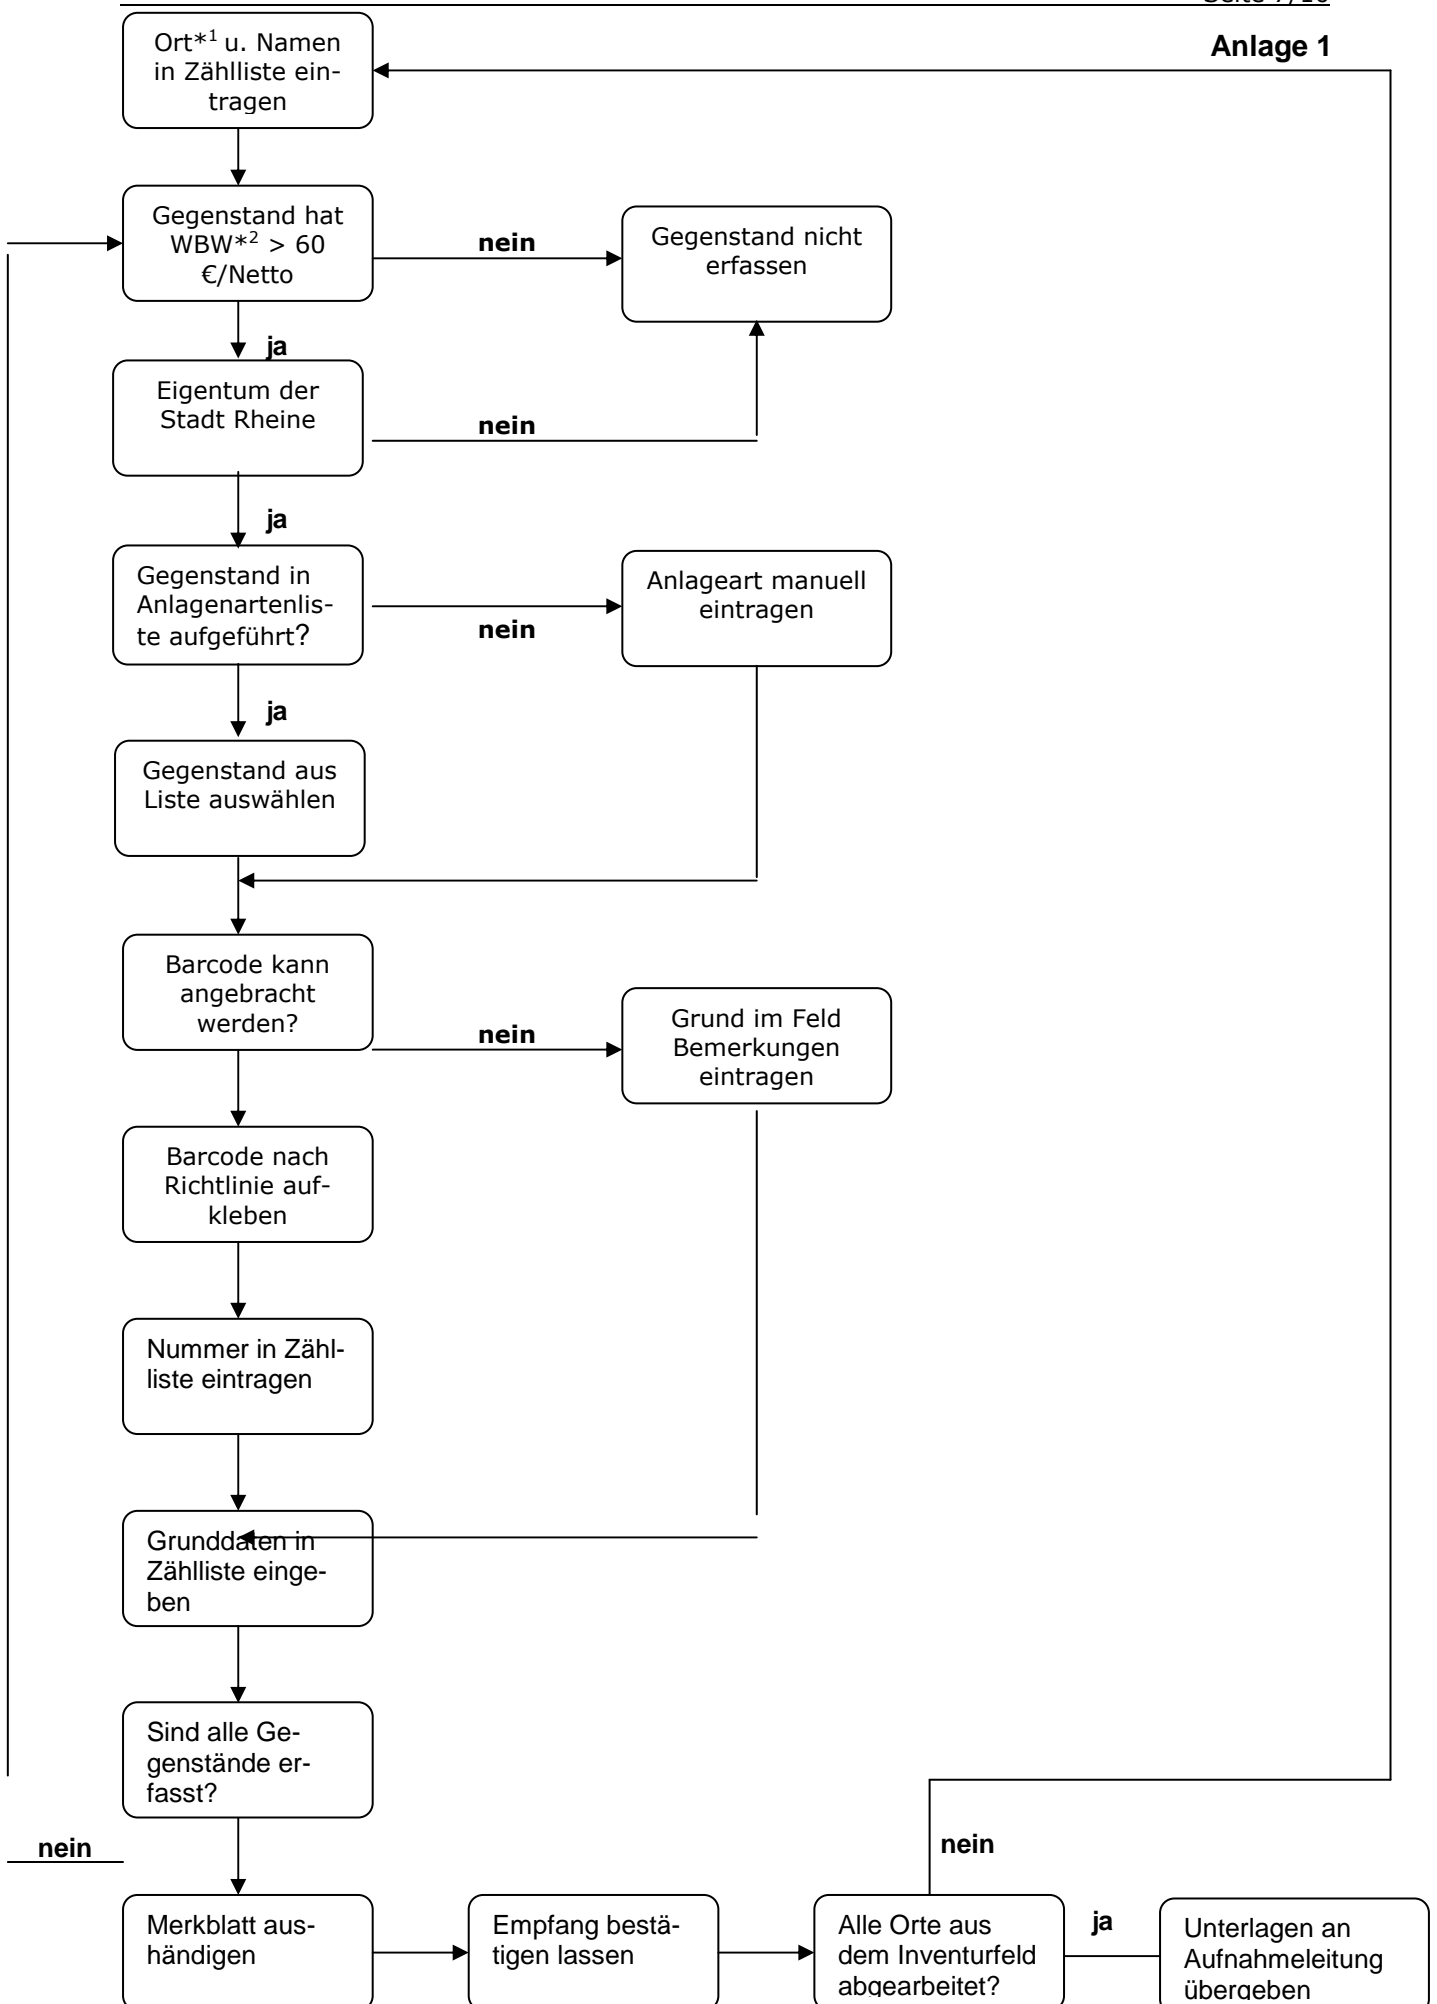 Seite 7/16
Anlage 1
Ort*1 u. Namen
in Zählliste ein-
tragen
Gegenstand hat
WBW*2 > 60
€/Netto
nein
Gegenstand nicht
erfassen
ja
Eigentum der
Stadt Rheine
nein
ja
Gegenstand in
Anlagenartenlis-
te aufgeführt?
nein
Anlageart manuell
eintragen
ja
Gegenstand aus
Liste auswählen
Barcode kann
angebracht
werden?
nein
Grund im Feld
Bemerkungen
eintragen
Barcode nach
Richtlinie auf-
kleben
Nummer in Zähl-
liste eintragen
Grunddaten in
Zählliste einge-
ben
Sind alle Ge-
genstände er-
fasst?
nein
nein
Merkblatt aus-
händigen
Empfang bestä-
tigen lassen
Alle Orte aus
dem Inventurfeld
abgearbeitet?
ja
Unterlagen an
Aufnahmeleitung
übergeben